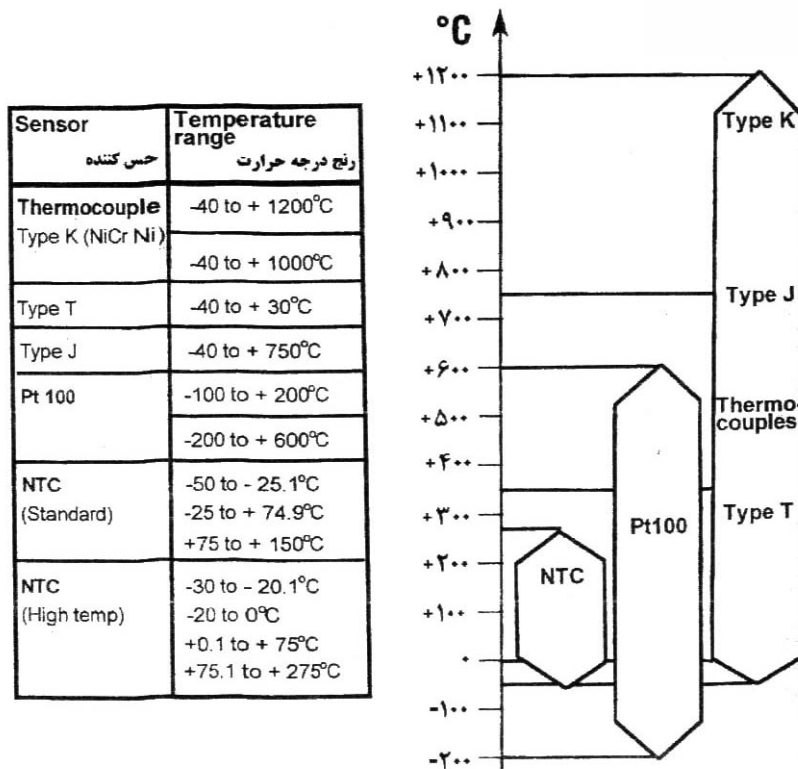 Sensor
حس کننده
Temperature
range
رنج درجه حرارت
Thermocouple
Type K (NiCr Ni)
-40 to + 1200°C
-40 to + 1000°C
Type T
-40 to + 30°C
Type J
-40 to + 750°C
Pt 100
-100 to + 200°C
-200 to + 600°C
NTC
(Standard)
-50 to - 25.1°C
-25 to + 74.9°C
+75 to + 150°C
NTC
(High temp)
-30 to - 20.1°C
-20 to 0°C
+0.1 to + 75°C
+75.1 to + 275°C
°C
+۱۲۰۰
+۱۱۰۰
+۱۰۰۰
+۹۰۰
+۸۰۰
+۷۰۰
+۶۰۰
+۵۰۰
+۴۰۰
+۳۰۰
+۲۰۰
+۱۰۰
۰
-۱۰۰
-۲۰۰
NTC
Pt100
Type K
Type J
Thermo-
couples
Type T